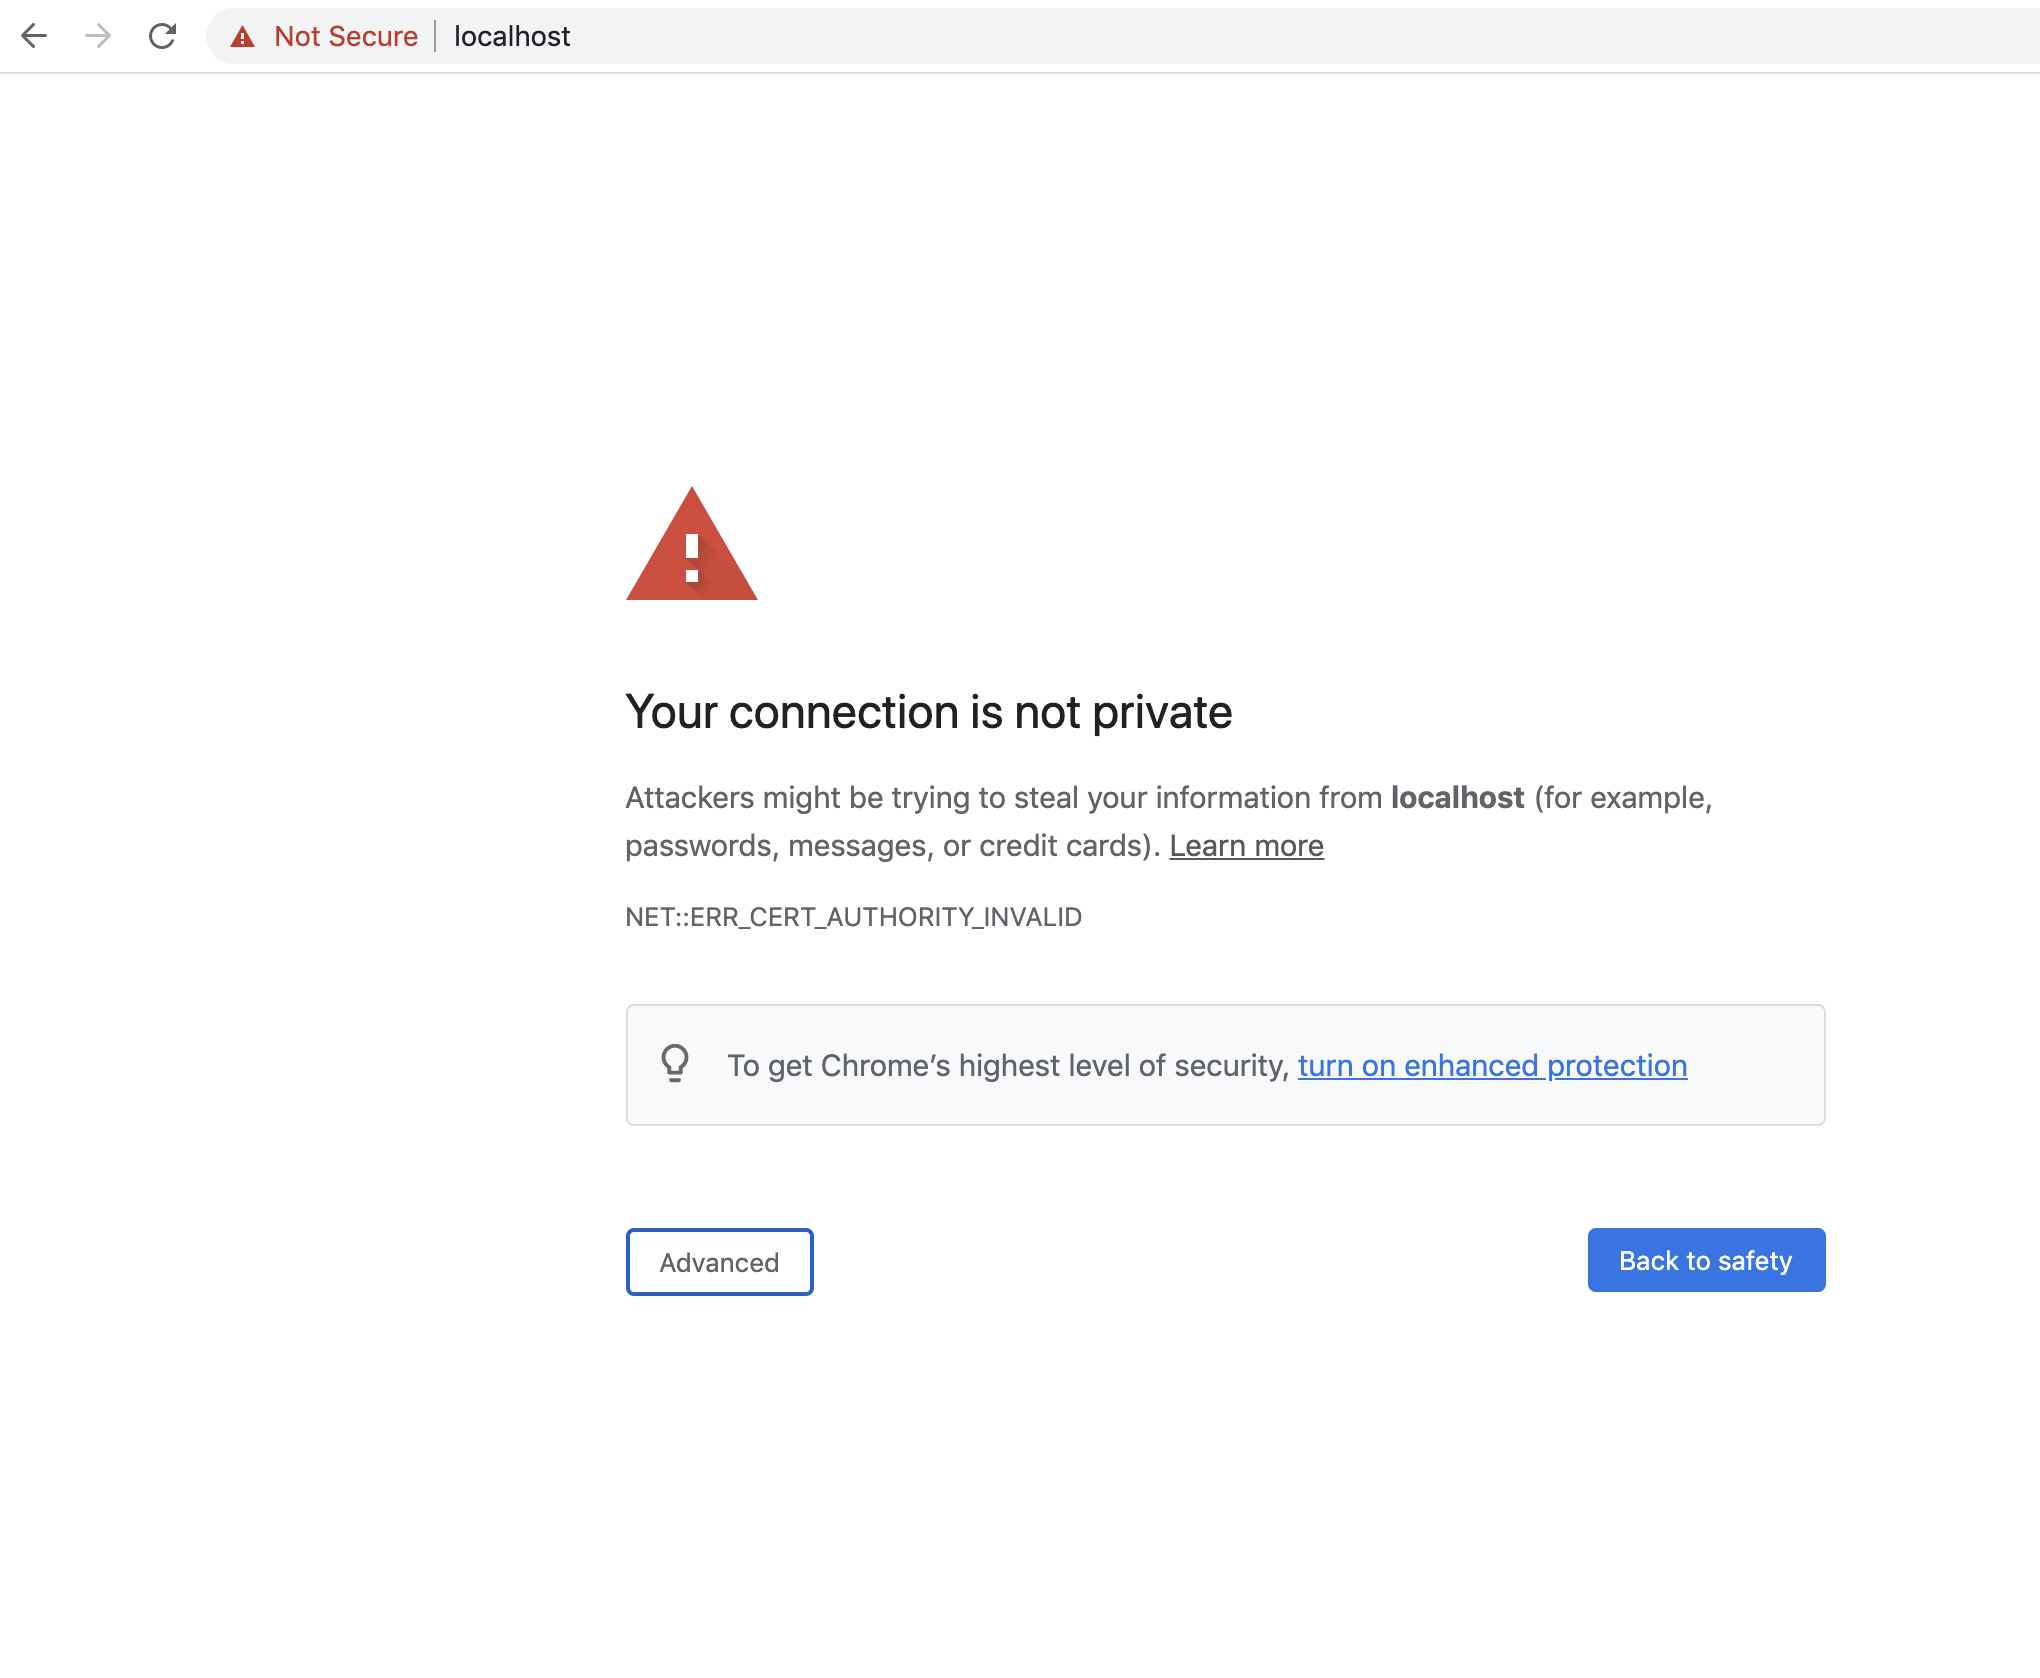 Not Secure | localhost
Your connection is not private
Attackers might be trying to steal your information from localhost (for example,
passwords, messages, or credit cards). Learn more
NET::ERR_CERT_AUTHORITY_INVALID
To get Chrome’s highest level of security, turn on enhanced protection
Advanced
Back to safety